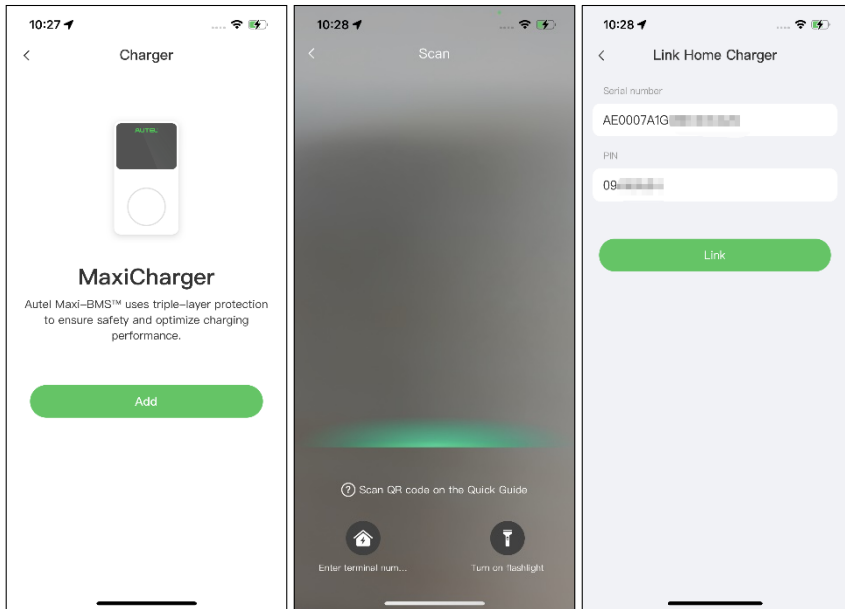 10:27
Charger
AUTEL
MaxiCharger
Autel Maxi-BMS™ uses triple-layer protection
to ensure safety and optimize charging
performance.
Add
10:28
Scan
? Scan QR code on the Quick Guide
Enter terminal num...
Turn on flashlight
10:28
Link Home Charger
Serial number
AE0007A1G
PIN
09
Link